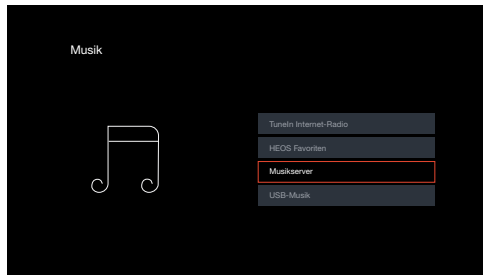 Musik
TuneIn Internet-Radio
HEOS Favoriten
Musikserver
USB-Musik